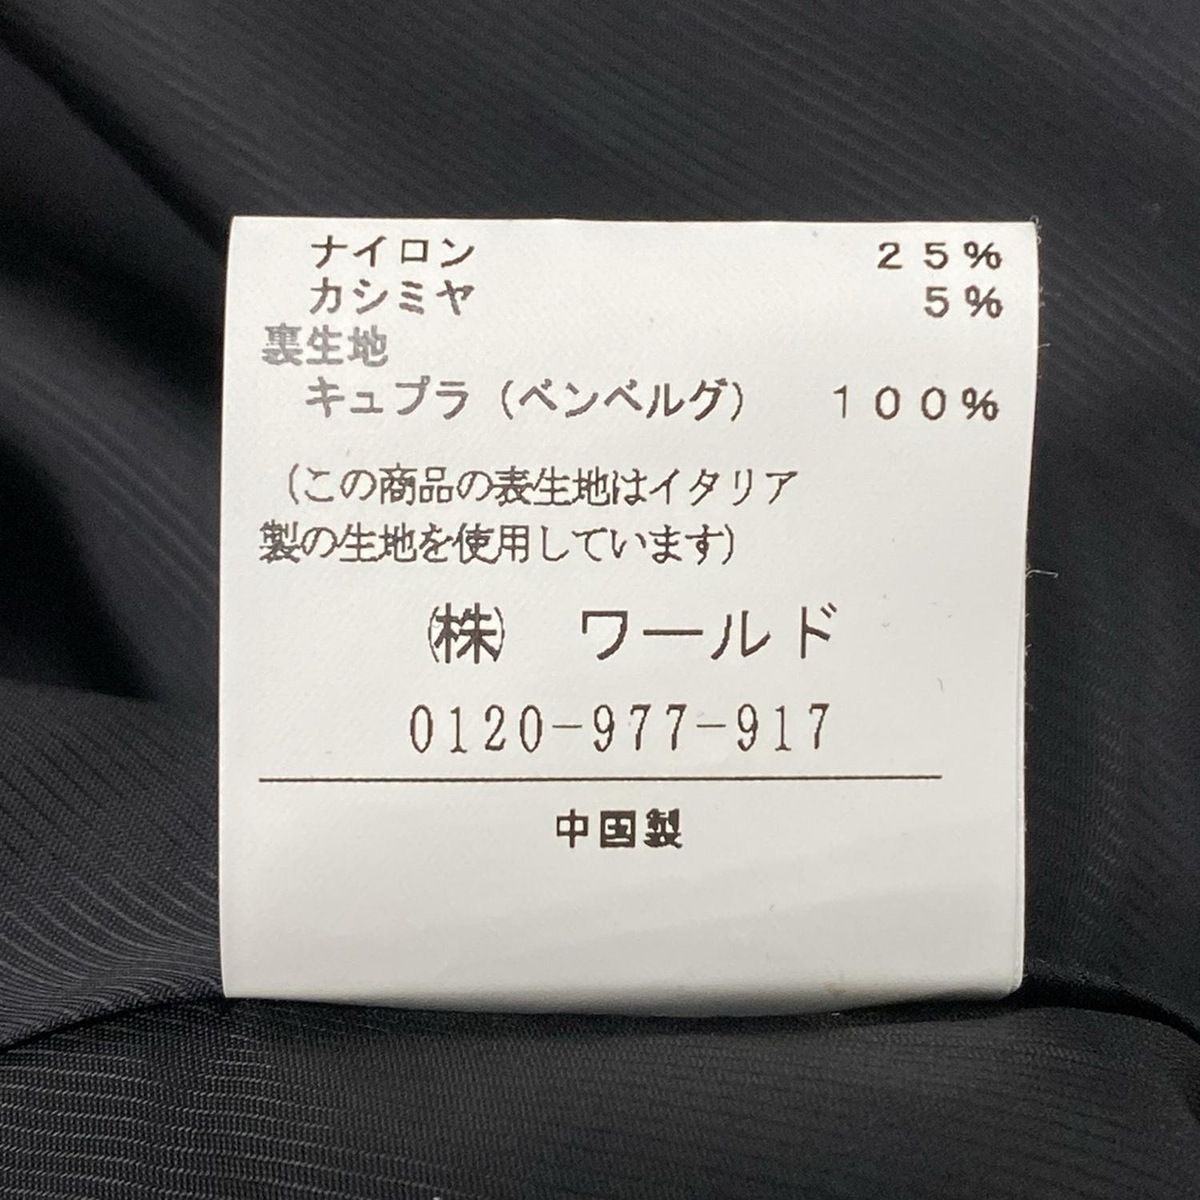 ナイロン 25%
カシミヤ 5%
裏生地
キュプラ(ベンベルグ) 100%
(この商品の表生地はイタリア
製の生地を使用しています)
㈱ ワールド
0120-977-917
中国製